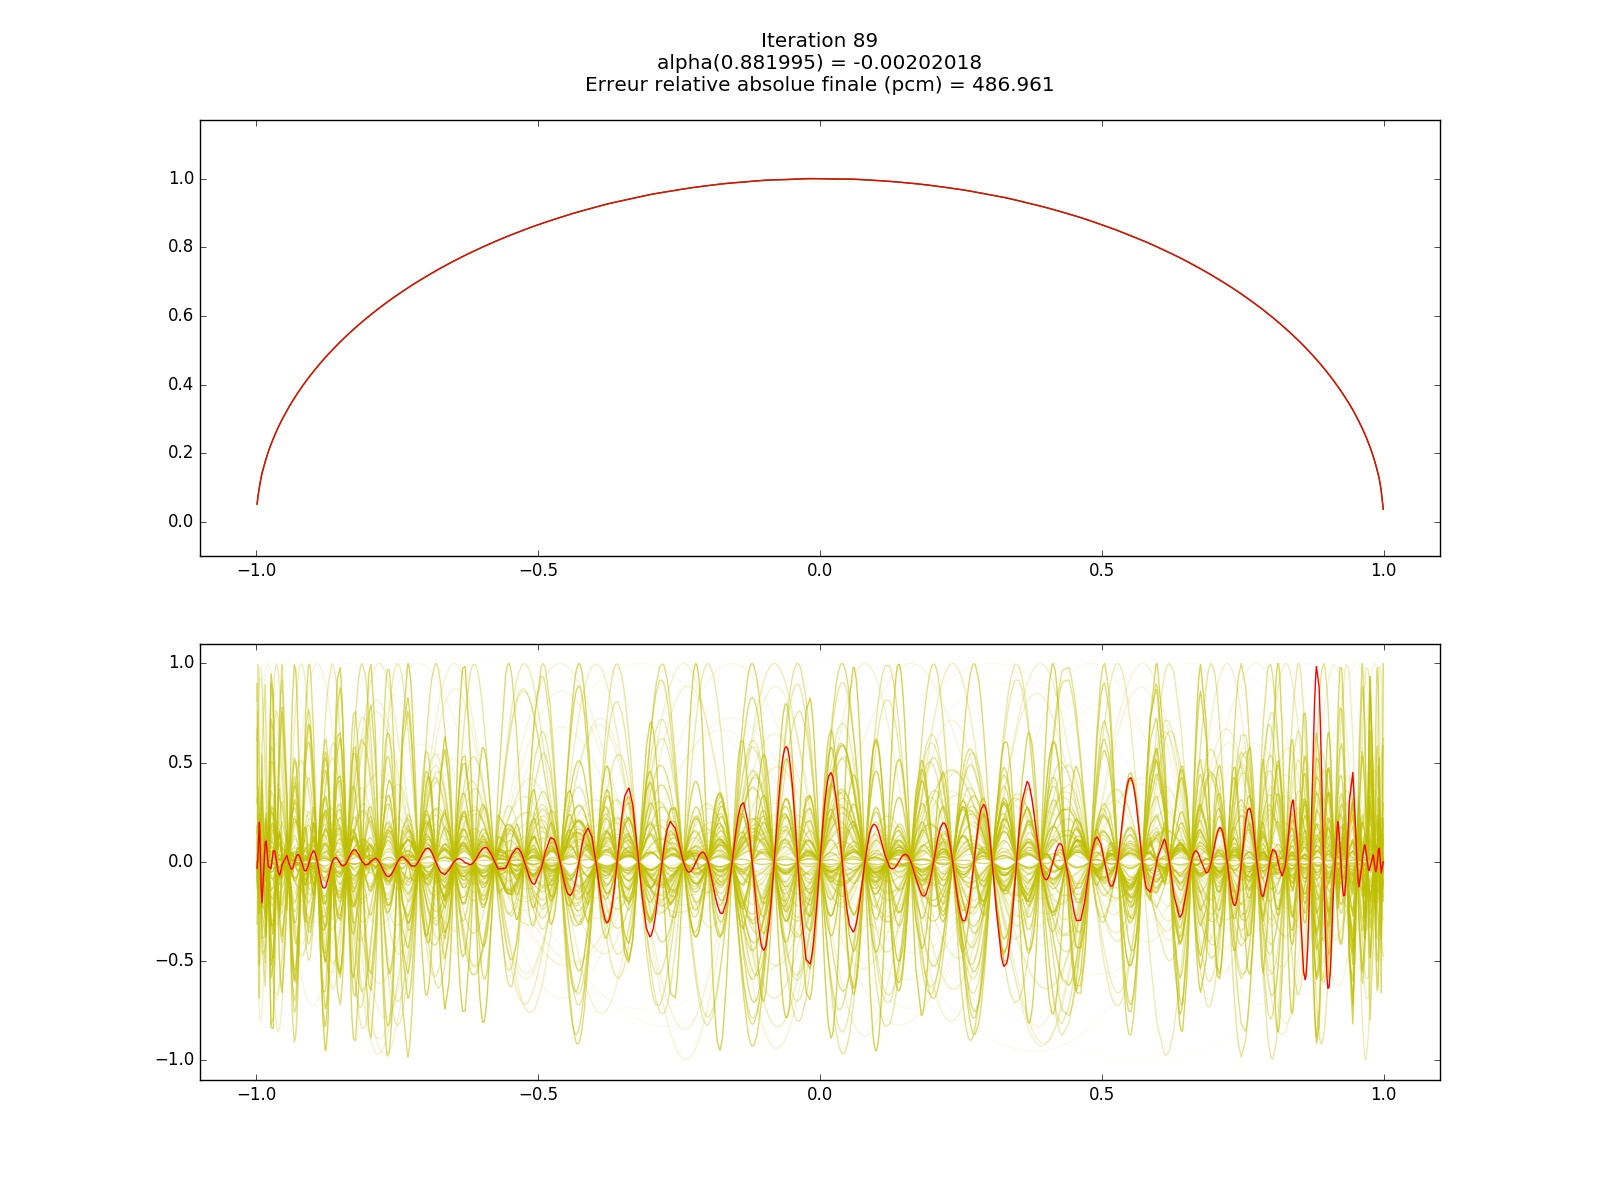 Iteration 89
alpha(0.881995) = -0.00202018
Erreur relative absolue finale (pcm) = 486.961
1.0
0.8
0.6
0.4
0.2
0.0
−1.0 −0.5 0.0 0.5 1.0
1.0
0.5
0.0
−0.5
−1.0
−1.0 −0.5 0.0 0.5 1.0